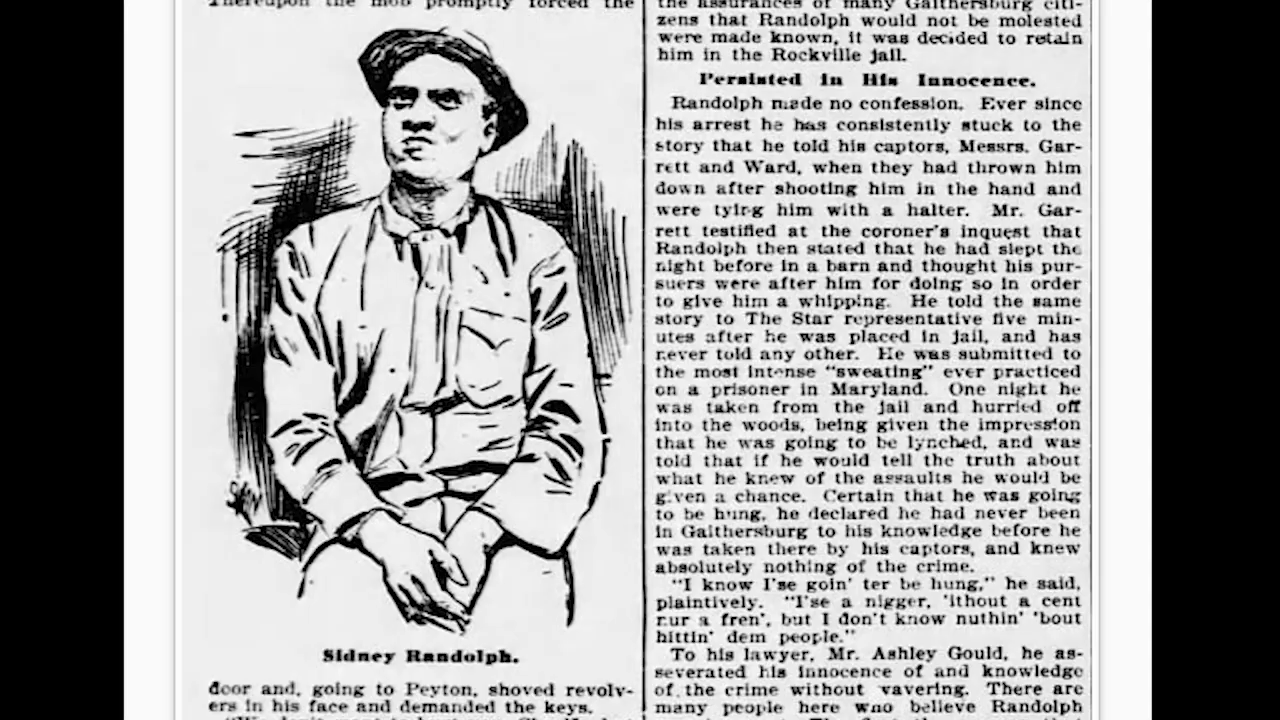 Thereupon the mob promptly forced the
Sidney Randolph.
door and, going to Peyton, shoved revolv-
ers in his face and demanded the keys.
the assurances of many Gaithersburg citi-
zens that Randolph would not be molested
were made known, it was decided to retain
him in the Rockville jail.
Persisted in His Innocence.
Randolph made no confession. Ever since
his arrest he has consistently stuck to the
story that he told his captors, Messrs. Gar-
rett and Ward, when they had thrown him
down after shooting him in the hand and
were tying him with a halter. Mr. Gar-
rett testified at the coroner's inquest that
Randolph then stated that he had slept the
night before in a barn and thought his pur-
suers were after him for doing so in order
to give him a whipping. He told the same
story to The Star representative five min-
utes after he was placed in jail, and has
never told any other. He was submitted to
the most intense "sweating" ever practiced
on a prisoner in Maryland. One night he
was taken from the jail and hurried off
into the woods, being given the impression
that he was going to be lynched, and was
told that if he would tell the truth about
what he knew of the assaults he would be
given a chance. Certain that he was going
to be hung, he declared he had never been
in Gaithersburg to his knowledge before he
was taken there by his captors, and knew
absolutely nothing of the crime.
"I know I'se goin' ter be hung," he said,
plaintively. "I'se a nigger, 'ithout a cent
nur a fren', but I don't know nuthin' 'bout
hittin' dem people."
To his lawyer, Mr. Ashley Gould, he as-
severated his innocence of and knowledge
of the crime without wavering. There are
many people here who believe Randolph